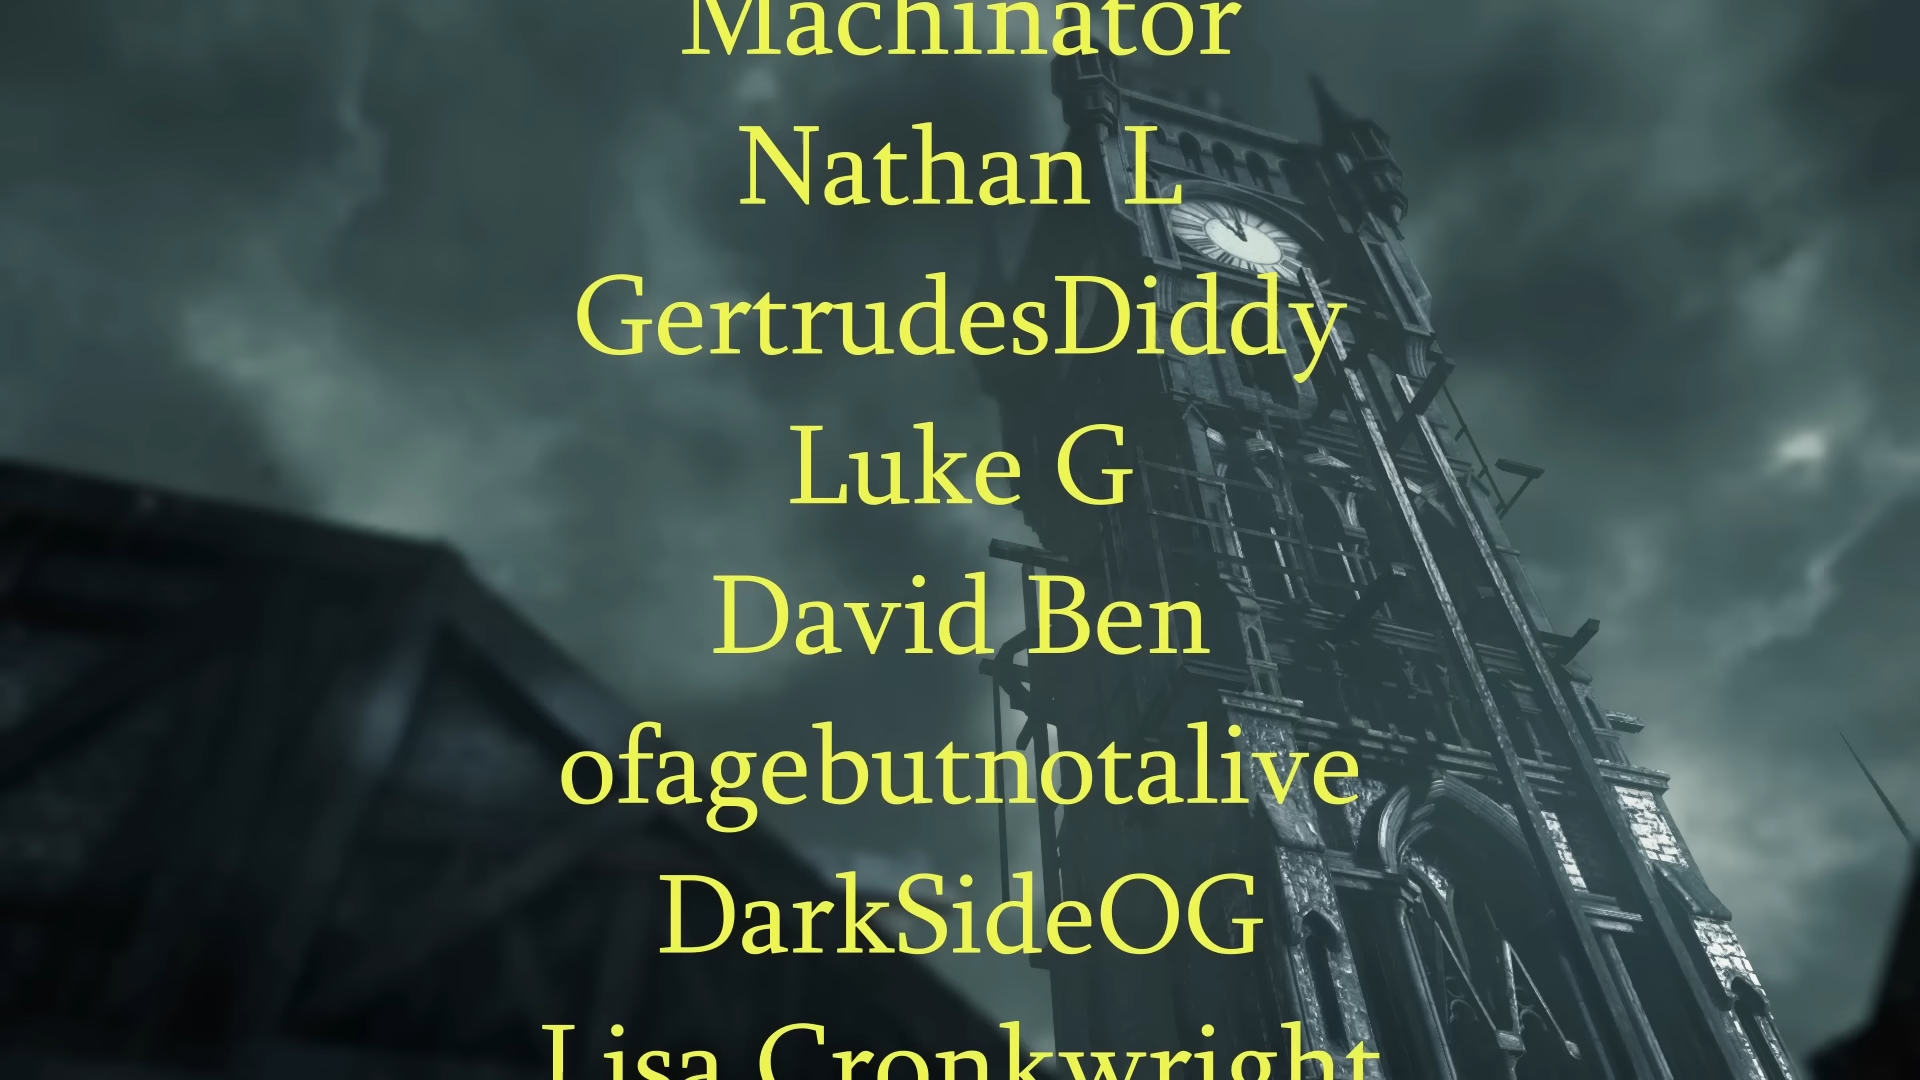 Machinator
Nathan L
GertrudesDiddy
Luke G
David Ben
ofagebutnotalive
DarkSideOG
Lisa Cronkwright